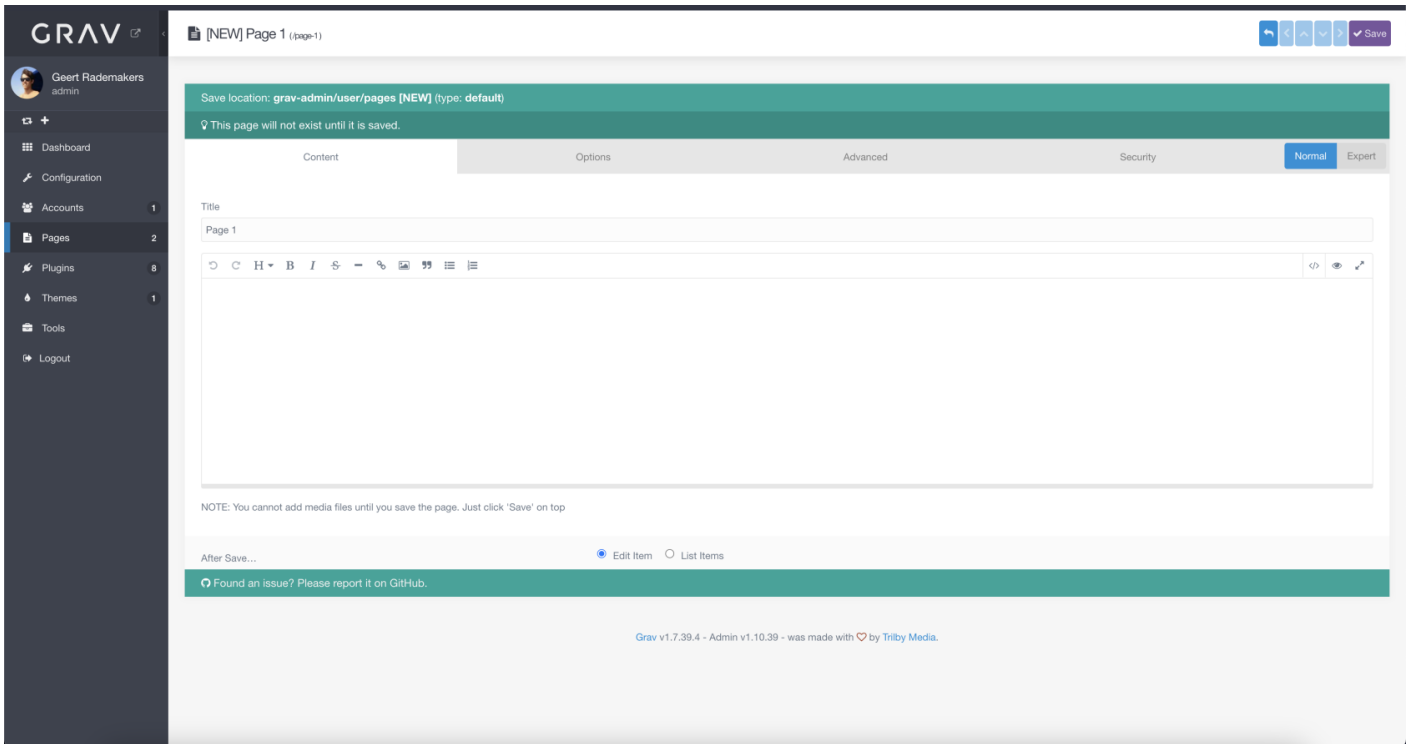 GRAV
[NEW] Page 1 (/page-1)
Save
Geert Rademakers
admin
Dashboard
Configuration
Accounts 1
Pages 2
Plugins 8
Themes 1
Tools
Logout
Save location: grav-admin/user/pages [NEW] (type: default)
This page will not exist until it is saved.
Content Options Advanced Security Normal Expert
Title
Page 1
H B I S
NOTE: You cannot add media files until you save the page. Just click 'Save' on top
After Save... Edit Item List Items
Found an issue? Please report it on GitHub.
Grav v1.7.39.4 - Admin v1.10.39 - was made with by Trilby Media.